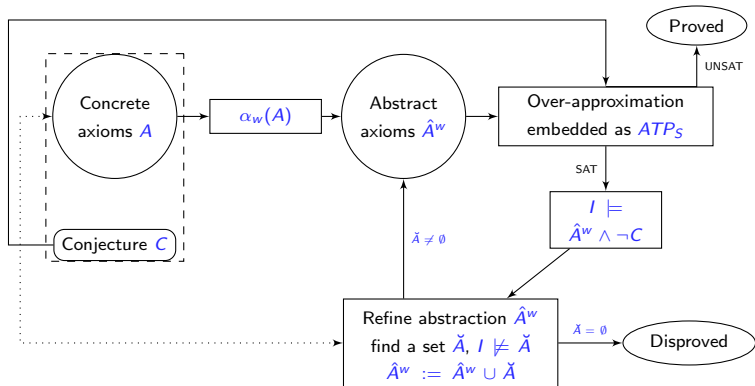 Proved
UNSAT
Concrete
axioms A
α_w(A)
Abstract
axioms Â^w
Over-approximation
embedded as ATP_S
SAT
I ⊨
Â^w ∧ ¬C
Conjecture C
Ă ≠ ∅
Refine abstraction Â^w
find a set Ă, I ⊭ Ă
Â^w := Â^w ∪ Ă
Ă = ∅
Disproved